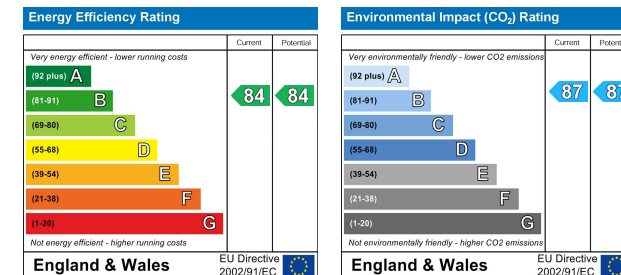 Energy Efficiency Rating
Current Potential
Very energy efficient - lower running costs
(92 plus) A
(81-91) B
84 84
(69-80) C
(55-68) D
(39-54) E
(21-38) F
(1-20) G
Not energy efficient - higher running costs
England & Wales
EU Directive
2002/91/EC
Environmental Impact (CO₂) Rating
Current Potent
Very environmentally friendly - lower CO2 emissions
(92 plus) A
(81-91) B
87 87
(69-80) C
(55-68) D
(39-54) E
(21-38) F
(1-20) G
Not environmentally friendly - higher CO2 emissions
England & Wales
EU Directive
2002/91/EC